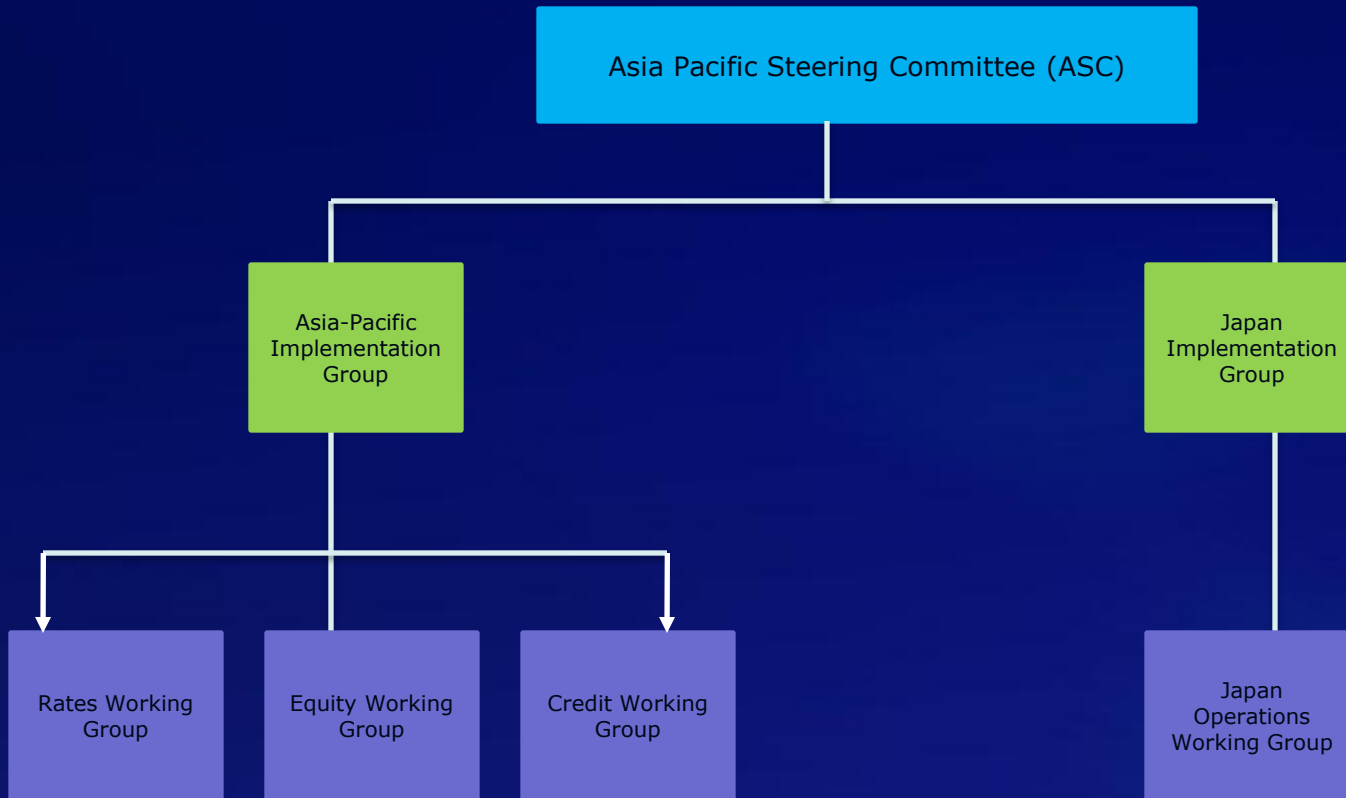 Asia Pacific Steering Committee (ASC)
Asia-Pacific
Implementation
Group
Japan
Implementation
Group
Rates Working
Group
Equity Working
Group
Credit Working
Group
Japan
Operations
Working Group